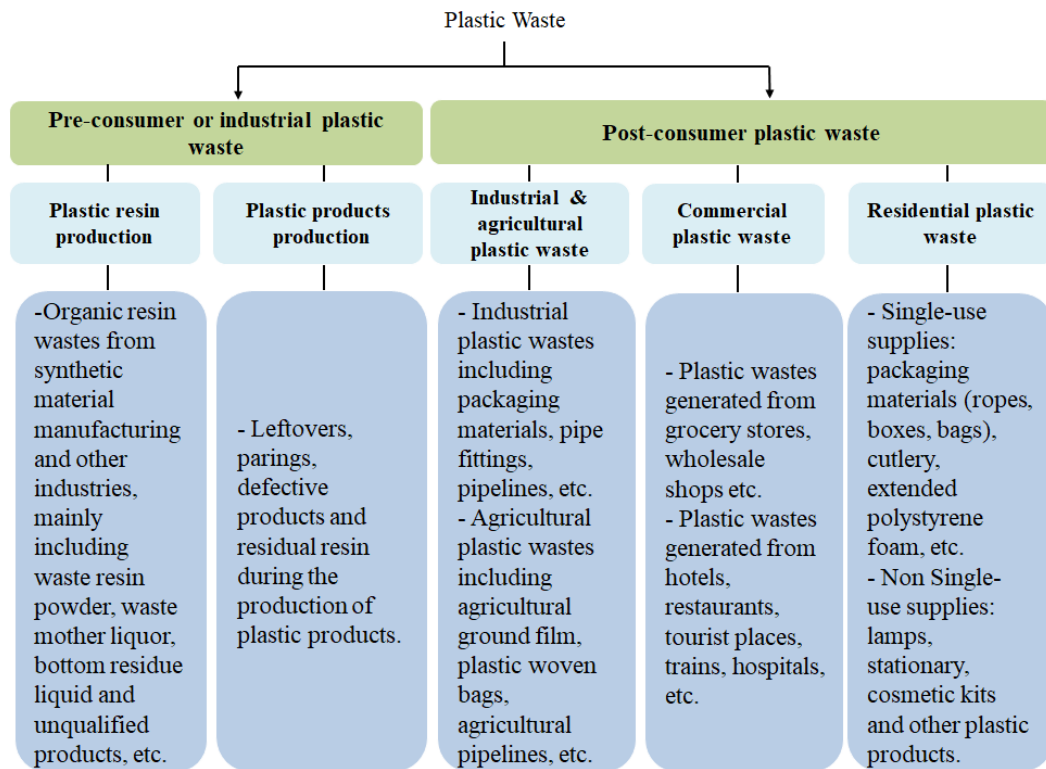 Plastic Waste
Pre-consumer or industrial plastic
waste
Post-consumer plastic waste
Plastic resin
production
Plastic products
production
Industrial & 
agricultural
plastic waste
Commercial
plastic waste
Residential plastic
waste
-Organic resin
wastes from
synthetic
material
manufacturing
and other
industries,
mainly
including
waste resin
powder, waste
mother liquor,
bottom residue
liquid and
unqualified
products, etc.
- Leftovers,
parings,
defective
products and
residual resin
during the
production of
plastic products.
- Industrial
plastic wastes
including
packaging
materials, pipe
fittings,
pipelines, etc.
- Agricultural
plastic wastes
including
agricultural
ground film,
plastic woven
bags,
agricultural
pipelines, etc.
- Plastic wastes
generated from
grocery stores,
wholesale
shops etc.
- Plastic wastes
generated from
hotels,
restaurants,
tourist places,
trains, hospitals,
etc.
- Single-use
supplies:
packaging
materials (ropes,
boxes, bags),
cutlery,
extended
polystyrene
foam, etc.
- Non Single-
use supplies:
lamps,
stationary,
cosmetic kits
and other plastic
products.